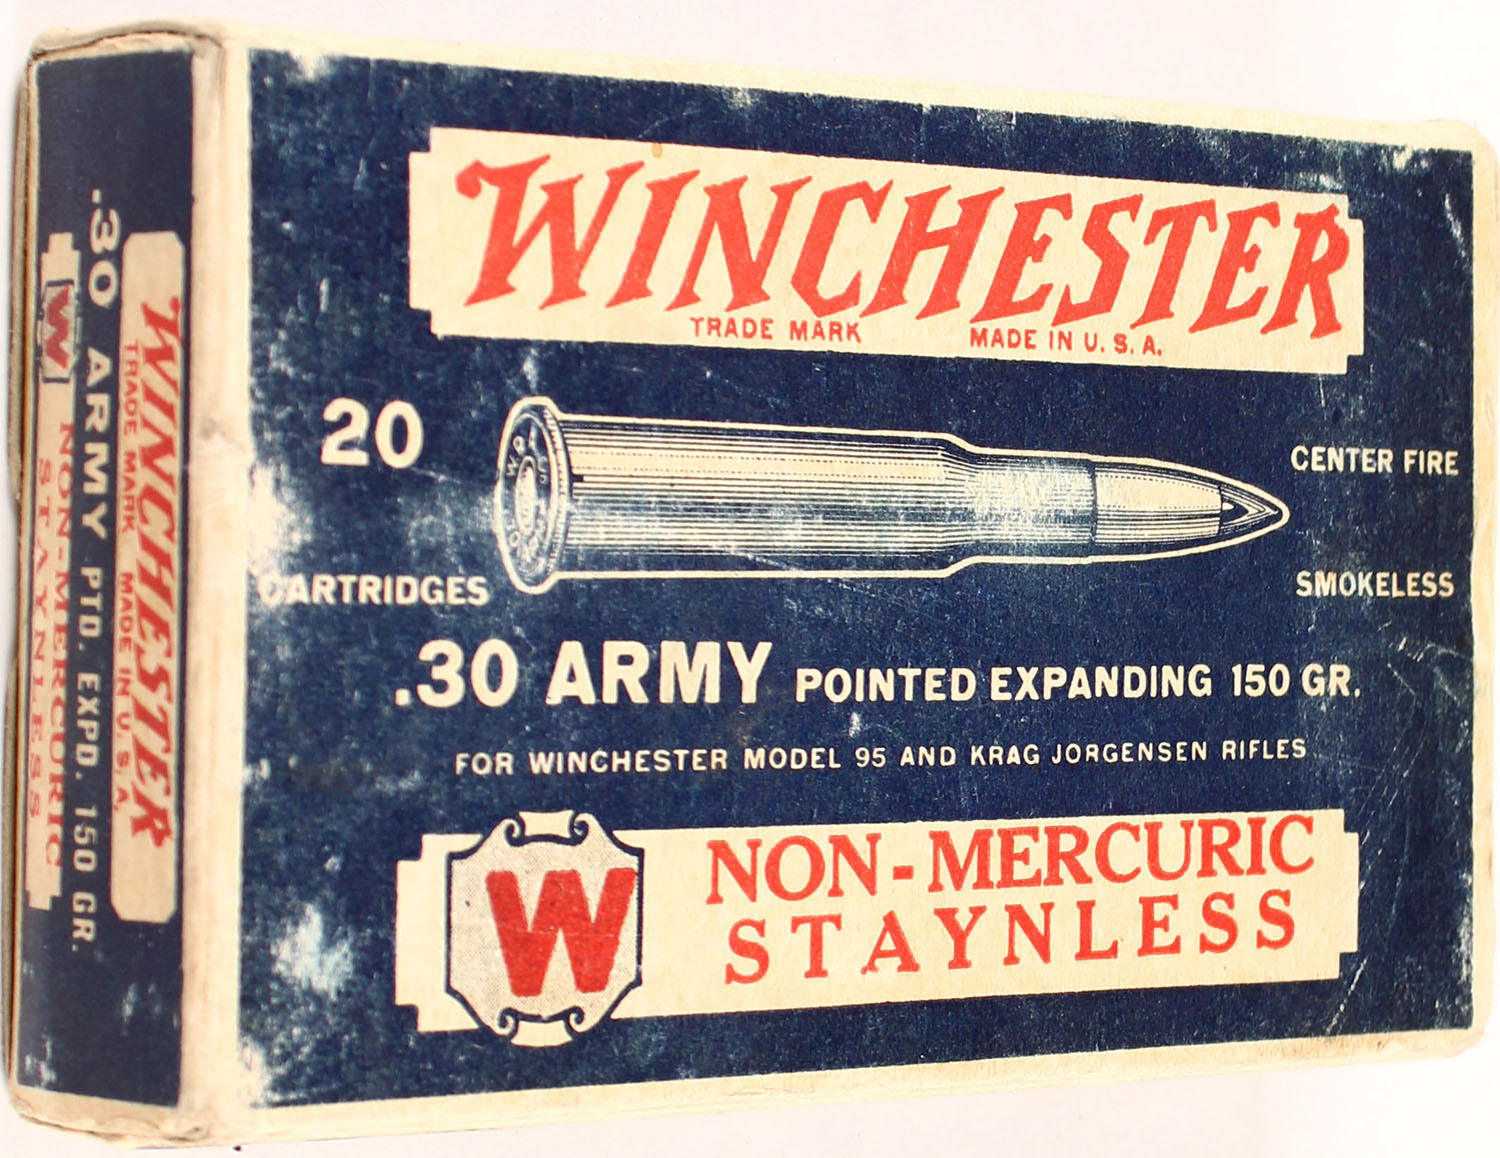 WINCHESTER
TRADE MARK MADE IN U.S.A.
20
CARTRIDGES
CENTER FIRE
SMOKELESS
.30 ARMY POINTED EXPANDING 150 GR.
FOR WINCHESTER MODEL 95 AND KRAG JORGENSEN RIFLES
W
NON-MERCURIC
STAYNLESS
WINCHESTER
TRADE MARK MADE IN U.S.A.
.30 ARMY PTD. EXPD. 150 GR.
W
NON-MERCURIC
STAYNLESS